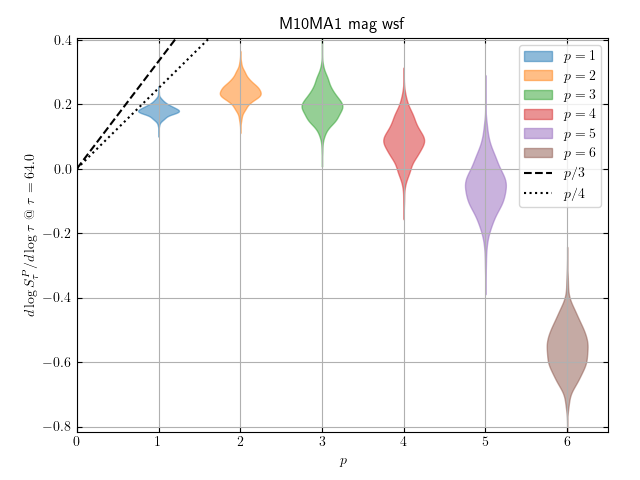 M10MA1 mag wsf
d log S_τ^P / d log τ @ τ = 64.0
0.4
0.2
0.0
−0.2
−0.4
−0.6
−0.8
p = 1
p = 2
p = 3
p = 4
p = 5
p = 6
p/3
p/4
0 1 2 3 4 5 6
p